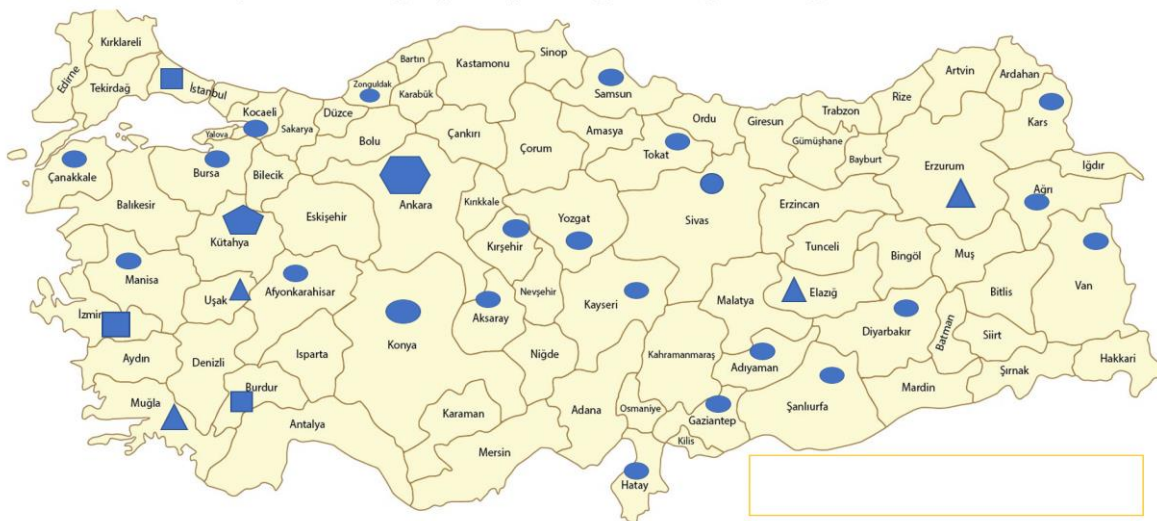 Kırklareli
Edirne
Tekirdağ
İstanbul
Kocaeli
Yalova
Sakarya
Düzce
Zonguldak
Bartın
Karabük
Kastamonu
Sinop
Samsun
Çankırı
Bolu
Çorum
Amasya
Tokat
Ordu
Giresun
Trabzon
Gümüşhane
Bayburt
Rize
Artvin
Ardahan
Kars
Iğdır
Erzurum
Ağrı
Çanakkale
Bursa
Bilecik
Balıkesir
Kütahya
Eskişehir
Ankara
Kırıkkale
Kırşehir
Yozgat
Sivas
Erzincan
Tunceli
Bingöl
Muş
Van
Manisa
Uşak
Afyonkarahisar
İzmir
Konya
Aksaray
Nevşehir
Kayseri
Malatya
Elazığ
Diyarbakır
Batman
Bitlis
Siirt
Hakkari
Şırnak
Mardin
Aydın
Denizli
Isparta
Burdur
Muğla
Antalya
Karaman
Niğde
Mersin
Adana
Kahramanmaraş
Osmaniye
Adıyaman
Gaziantep
Kilis
Şanlıurfa
Hatay